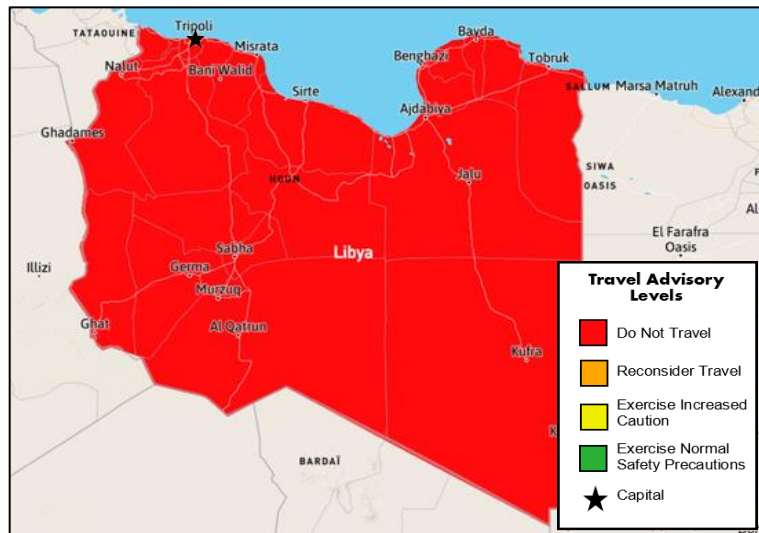 Tripoli
TATAOUINE
Misrata
Bayda
Nalut
Bani Walid
Benghazi
Tobruk
Sirte
SALLUM
Marsa Matruh
Alexand
Ajdabiya
Ghadames
SIWA
OASIS
HOUN
Jalu
Al
El Farafra
Oasis
Sabha
Libya
Illizi
Germa
Murzuq
Ghat
Al Qatrun
Kufra
BARDAÏ
Travel Advisory
Levels
Do Not Travel
Reconsider Travel
Exercise Increased
Caution
Exercise Normal
Safety Precautions
Capital